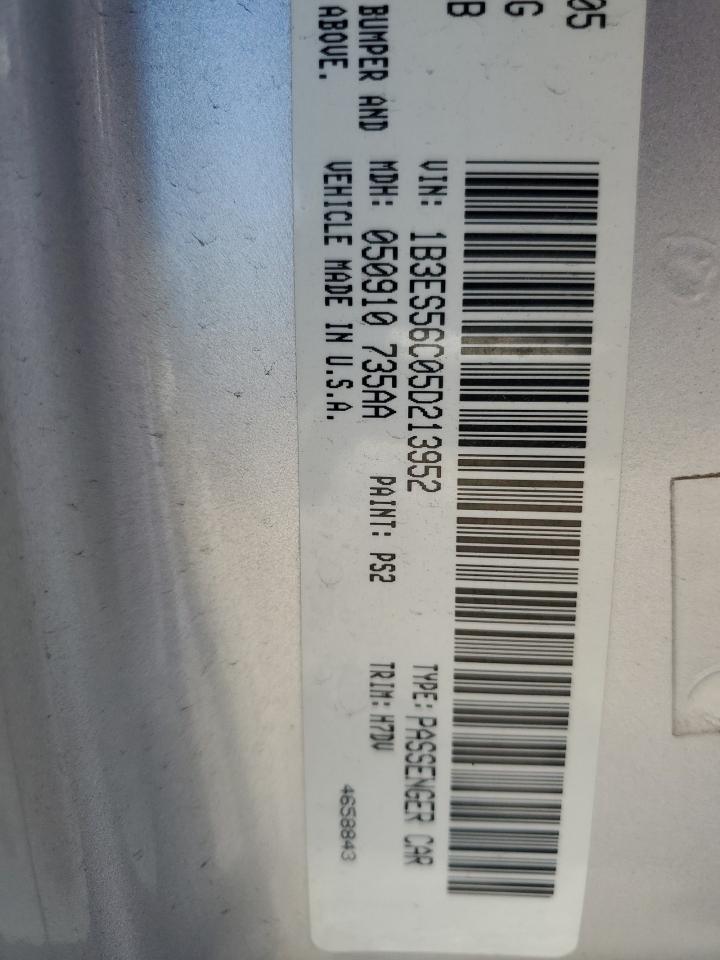 05
G
B
BUMPER AND
ABOVE.
VIN: 1B3ES56C05D213952
TYPE: PASSENGER CAR
MDH: 050910 735AA
PAINT: PS2
TRIM: H7DV
VEHICLE MADE IN U.S.A.
4658843